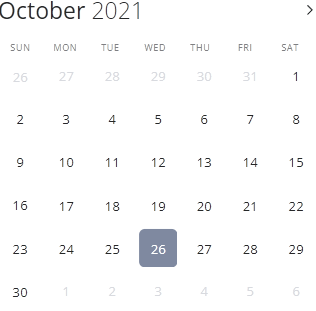 October 2021 >
SUN MON TUE WED THU FRI SAT
26 27 28 29 30 31 1
2 3 4 5 6 7 8
9 10 11 12 13 14 15
16 17 18 19 20 21 22
23 24 25 26 27 28 29
30 1 2 3 4 5 6